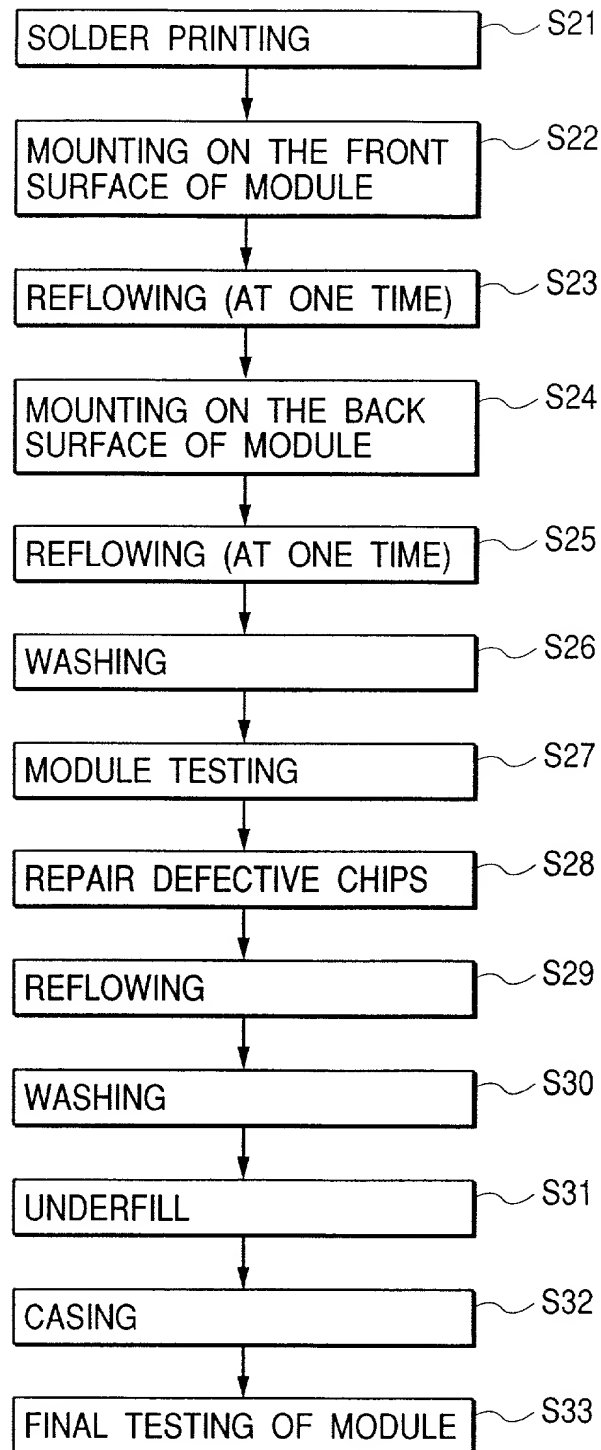 SOLDER PRINTING
S21
MOUNTING ON THE FRONT
SURFACE OF MODULE
S22
REFLOWING (AT ONE TIME)
S23
MOUNTING ON THE BACK
SURFACE OF MODULE
S24
REFLOWING (AT ONE TIME)
S25
WASHING
S26
MODULE TESTING
S27
REPAIR DEFECTIVE CHIPS
S28
REFLOWING
S29
WASHING
S30
UNDERFILL
S31
CASING
S32
FINAL TESTING OF MODULE
S33